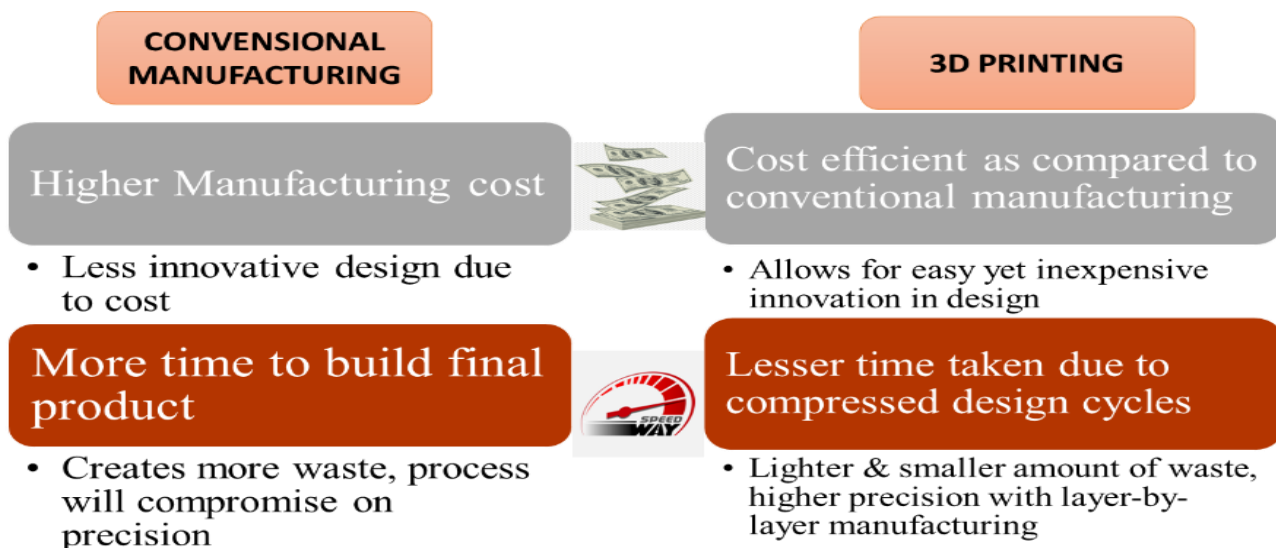 CONVENSIONAL
MANUFACTURING
3D PRINTING
Higher Manufacturing cost
Cost efficient as compared to
conventional manufacturing
• Less innovative design due
to cost
• Allows for easy yet inexpensive
innovation in design
More time to build final
product
SPEED
WAY
Lesser time taken due to
compressed design cycles
• Creates more waste, process
will compromise on
precision
• Lighter & smaller amount of waste,
higher precision with layer-by-
layer manufacturing